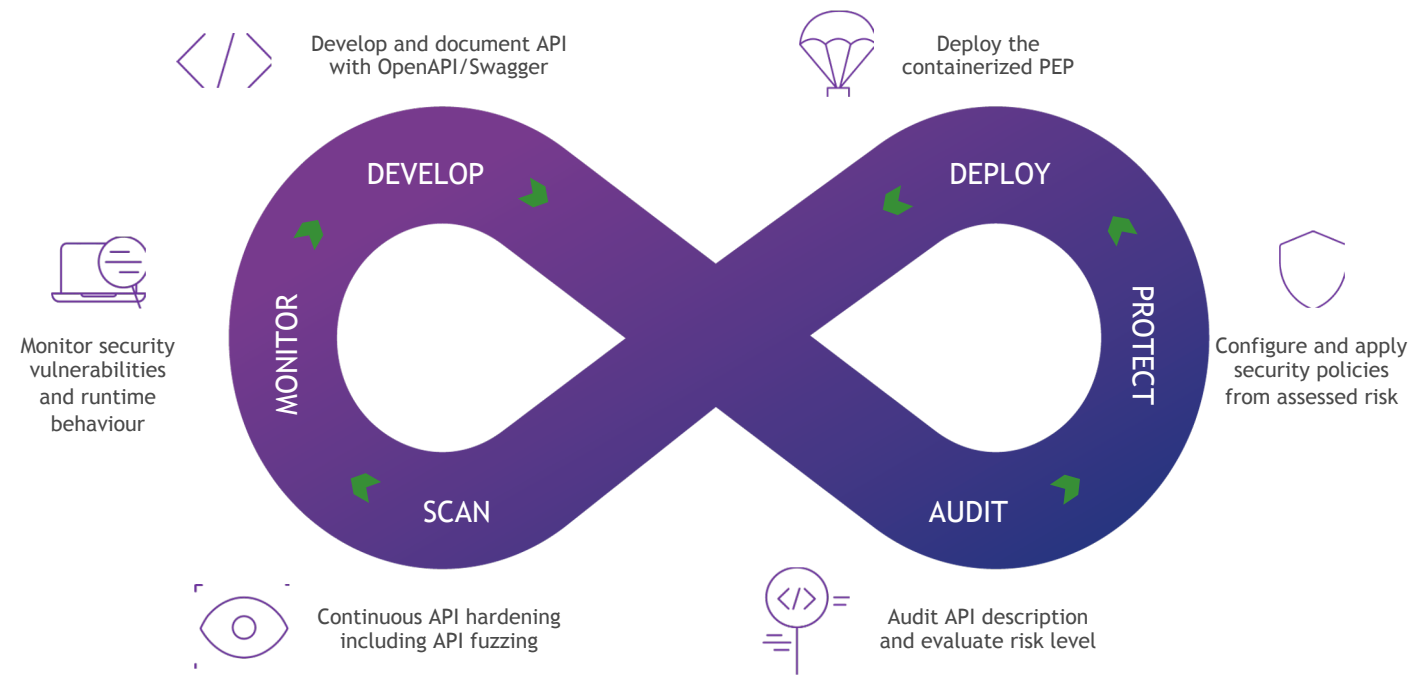 Develop and document API
with OpenAPI/Swagger
Deploy the
containerized PEP
DEVELOP
DEPLOY
MONITOR
PROTECT
Monitor security
vulnerabilities
and runtime
behaviour
Configure and apply
security policies
from assessed risk
SCAN
AUDIT
Continuous API hardening
including API fuzzing
Audit API description
and evaluate risk level